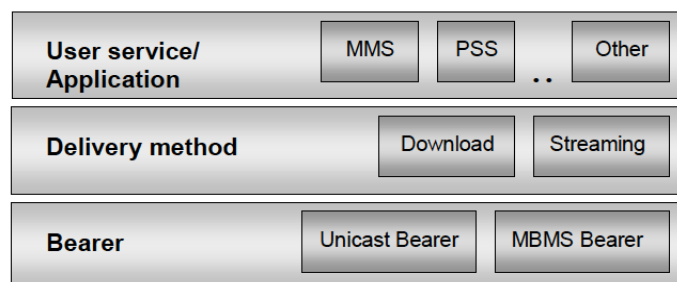 User service/
Application
MMS
PSS
..
Other
Delivery method
Download
Streaming
Bearer
Unicast Bearer
MBMS Bearer